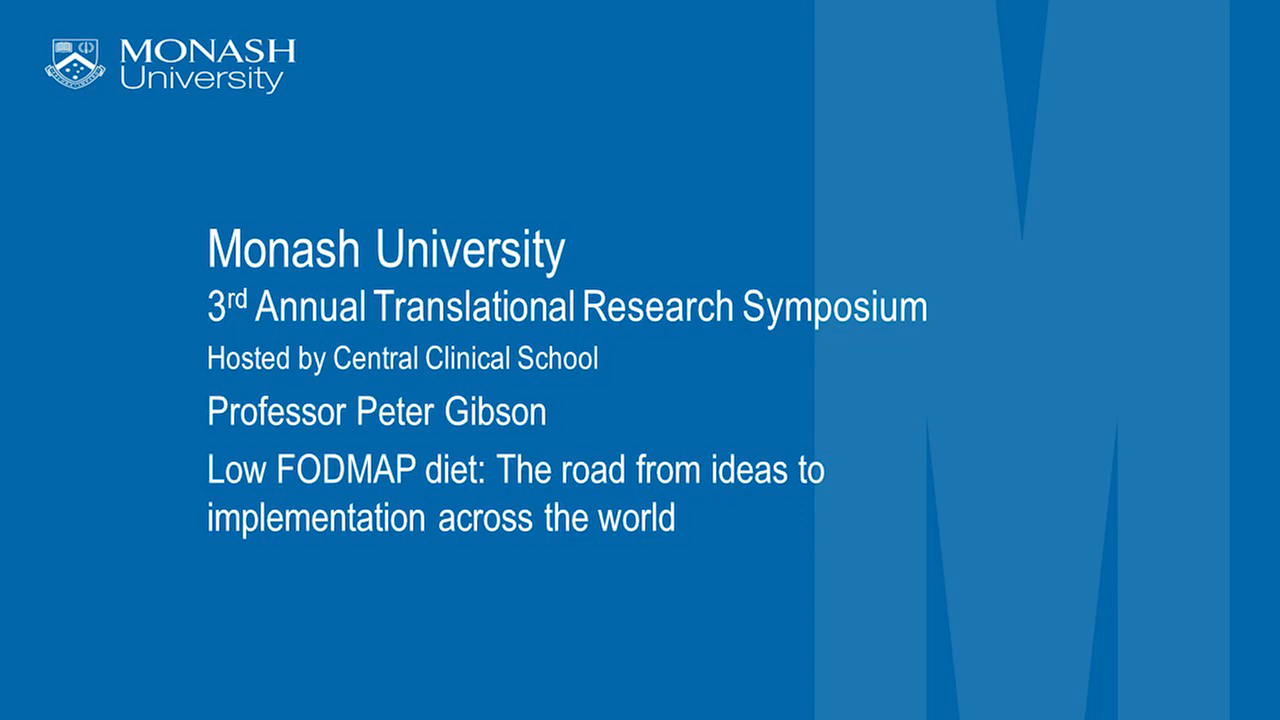 MONASH
University
Monash University
3rd Annual Translational Research Symposium
Hosted by Central Clinical School
Professor Peter Gibson
Low FODMAP diet: The road from ideas to
implementation across the world